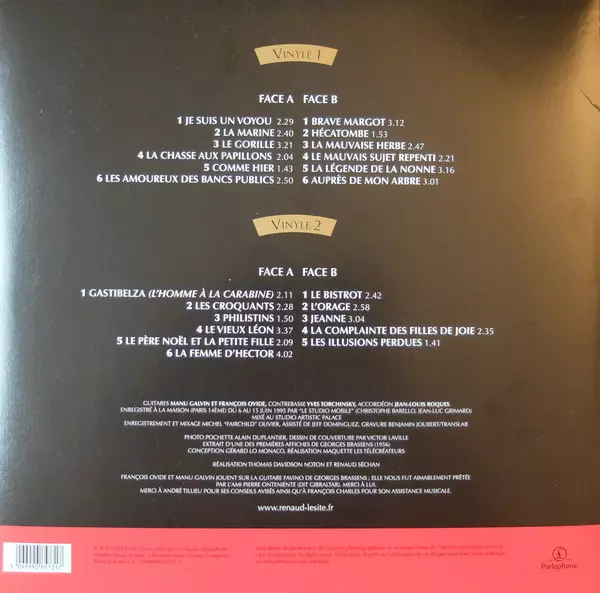 VINYLE 1
FACE A FACE B
1 JE SUIS UN VOYOU 2.29 1 BRAVE MARGOT 3.12
2 LA MARINE 2.40 2 HÉCATOMBE 1.53
3 LE GORILLE 3.21 3 LA MAUVAISE HERBE 2.47
4 LA CHASSE AUX PAPILLONS 2.04 4 LE MAUVAIS SUJET REPENTI 2.21
5 COMME HIER 1.43 5 LA LÉGENDE DE LA NONNE 3.16
6 LES AMOUREUX DES BANCS PUBLICS 2.50 6 AUPRÈS DE MON ARBRE 3.01
VINYLE 2
FACE A FACE B
1 GASTIBELZA (L'HOMME À LA CARABINE) 2.11 1 LE BISTROT 2.42
2 LES CROQUANTS 2.28 2 L'ORAGE 2.58
3 PHILISTINS 1.50 3 JEANNE 3.04
4 LE VIEUX LÉON 3.37 4 LA COMPLAINTE DES FILLES DE JOIE 2.35
5 LE PÈRE NOËL ET LA PETITE FILLE 2.09 5 LES ILLUSIONS PERDUES 1.41
6 LA FEMME D'HECTOR 4.02
GUITARES MANU GALVIN ET FRANÇOIS OVIDE, CONTREBASSE YVES TORCHINSKY, ACCORDÉON JEAN-LOUIS ROQUES
ENREGISTRÉ À LA MAISON (PARIS 14ÈME) DU 6 AU 15 JUIN 1995 PAR "LE STUDIO MOBILE" (CHRISTOPHE BARELLO, JEAN-LUC GRIMARD)
MIXÉ AU STUDIO ARTISTIC PALACE
ENREGISTREMENT ET MIXAGE MICHEL "FAIRCHILD" OLIVIER, ASSISTÉ DE JEFF DOMINGUEZ, GRAVURE BENJAMIN JOUBERT/TRANSLAB
PHOTO POCHETTE ALAIN DUPLANTIER, DESSIN DE COUVERTURE PAR VICTOR LAVILLE
EXTRAIT D'UNE DES PREMIÈRES AFFICHES DE GEORGES BRASSENS (1956)
CONCEPTION GÉRARD LO MONACO, RÉALISATION MAQUETTE LES TÉLÉCRÉATEURS
RÉALISATION THOMAS DAVIDSON NOTON ET RENAUD SÉCHAN
FRANÇOIS OVIDE ET MANU GALVIN JOUENT SUR LA GUITARE FAVINO DE GEORGES BRASSENS ; ELLE NOUS FUT AIMABLEMENT PRÊTÉE
PAR L'AMI PIERRE ONTENIENTE (DIT GIBRALTAR). MERCI À LUI.
MERCI À ANDRÉ TILLIEU POUR SES CONSEILS AVISÉS AINSI QU'À FRANÇOIS CHARLES POUR SON ASSISTANCE MUSICALE.
www.renaud-lesite.fr
Parlophone